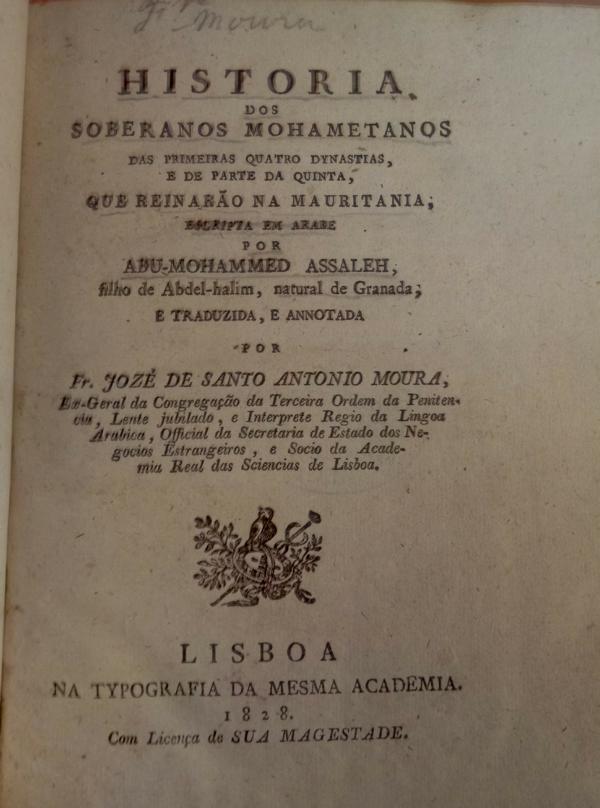 Moura
HISTORIA
DOS
SOBERANOS MOHAMETANOS
DAS PRIMEIRAS QUATRO DYNASTIAS,
E DE PARTE DA QUINTA,
QUE REINARÃO NA MAURITANIA,
ESCRIPTA EM ARABE
POR
ABU-MOHAMMED ASSALEH,
filho de Abdel-halim, natural de Granada;
E TRADUZIDA, E ANNOTADA
POR
Fr. JOZÉ DE SANTO ANTONIO MOURA,
Ex-Geral da Congregação da Terceira Ordem da Peniten-
cia, Lente jubilado, e Interprete Regio da Lingoa
Arabica, Official da Secretaria de Estado dos Ne-
gocios Estrangeiros, e Socio da Acade-
mia Real das Sciencias de Lisboa.
LISBOA
NA TYPOGRAFIA DA MESMA ACADEMIA.
1828.
Com Licença de SUA MAGESTADE.